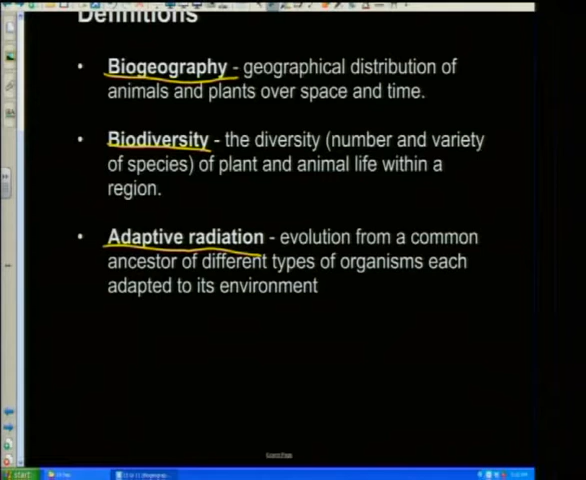 Definitions
• Biogeography - geographical distribution of
animals and plants over space and time.
• Biodiversity - the diversity (number and variety
of species) of plant and animal life within a
region.
• Adaptive radiation - evolution from a common
ancestor of different types of organisms each
adapted to its environment
start